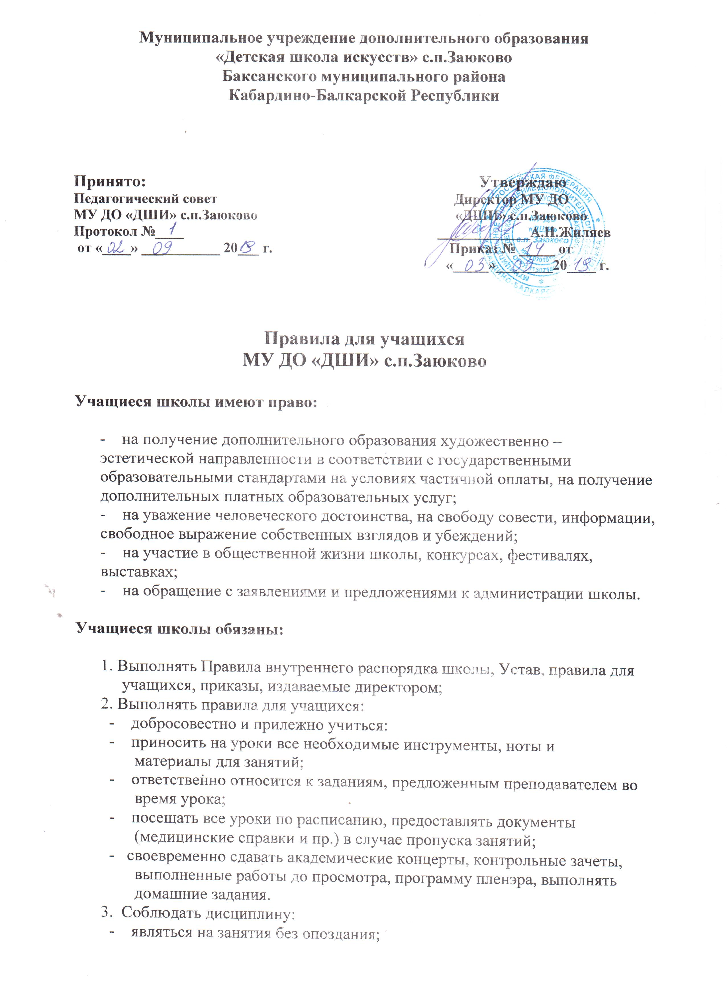 Муниципальное учреждение дополнительного образования
«Детская школа искусств» с.п.Заюково
Баксанского муниципального района
Кабардино-Балкарской Республики
Принято:
Педагогический совет
МУ ДО «ДШИ» с.п.Заюково
Протокол № 1
от «02» 09 2018 г.
Утверждаю
Директор МУ ДО
«ДШИ» с.п.Заюково
А.Н.Жиляев
Приказ № 14 от
«03» 09 2019 г.
Правила для учащихся
МУ ДО «ДШИ» с.п.Заюково
Учащиеся школы имеют право:
- на получение дополнительного образования художественно –
эстетической направленности в соответствии с государственными
образовательными стандартами на условиях частичной оплаты, на получение
дополнительных платных образовательных услуг;
- на уважение человеческого достоинства, на свободу совести, информации,
свободное выражение собственных взглядов и убеждений;
- на участие в общественной жизни школы, конкурсах, фестивалях,
выставках;
- на обращение с заявлениями и предложениями к администрации школы.
Учащиеся школы обязаны:
1. Выполнять Правила внутреннего распорядка школы, Устав, правила для
учащихся, приказы, издаваемые директором;
2. Выполнять правила для учащихся:
- добросовестно и прилежно учиться:
- приносить на уроки все необходимые инструменты, ноты и
материалы для занятий;
- ответственно относится к заданиям, предложенным преподавателем во
время урока;
- посещать все уроки по расписанию, предоставлять документы
(медицинские справки и пр.) в случае пропуска занятий;
- своевременно сдавать академические концерты, контрольные зачеты,
выполненные работы до просмотра, программу пленэра, выполнять
домашние задания.
3. Соблюдать дисциплину:
- являться на занятия без опоздания;